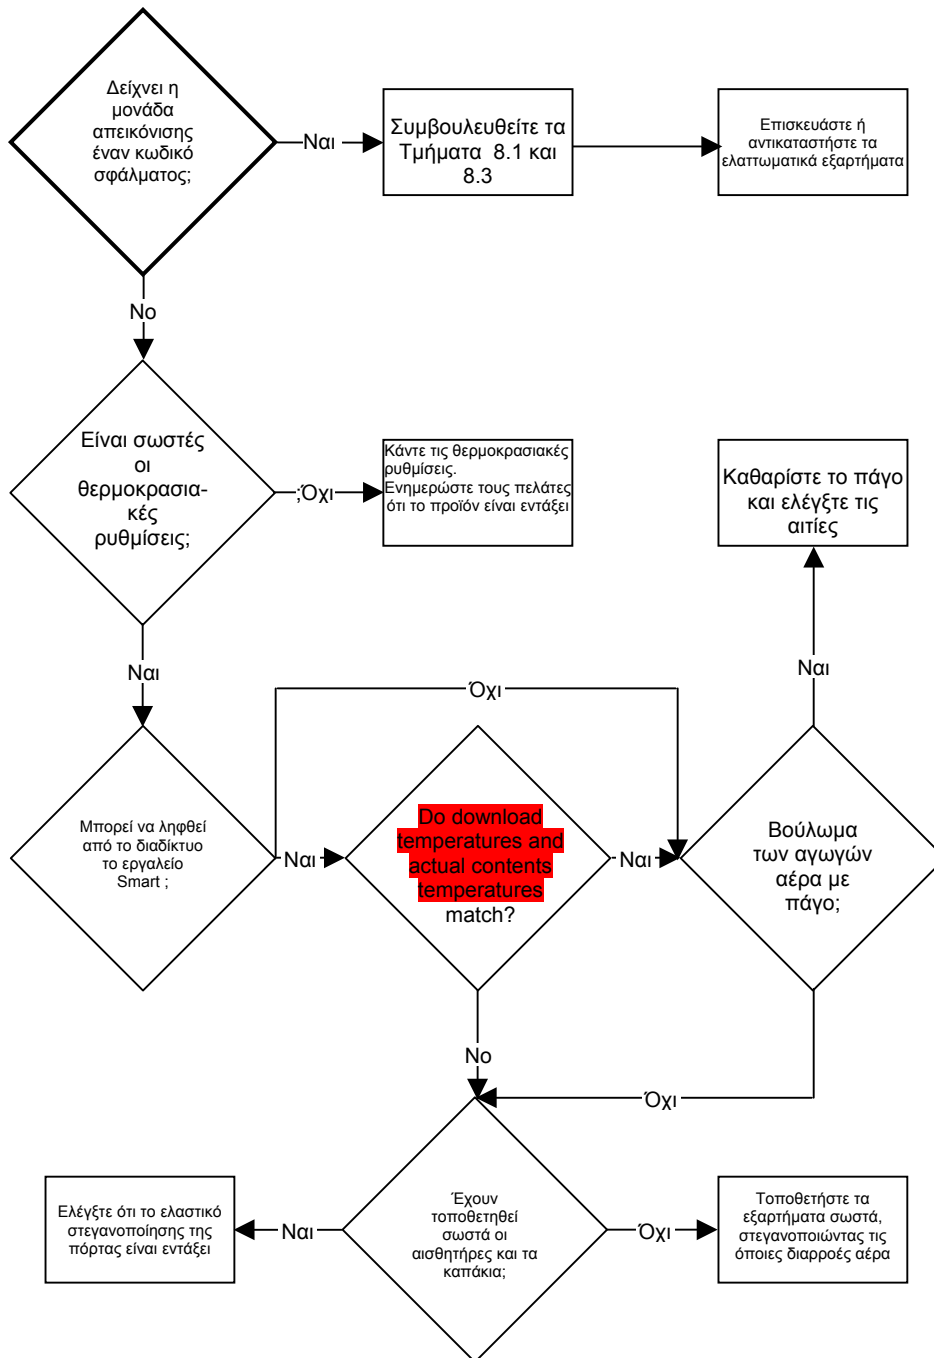 Δείχνει η
μονάδα
απεικόνισης
έναν κωδικό
σφάλματος;
Ναι
Συμβουλευθείτε τα
Τμήματα 8.1 και
8.3
Επισκευάστε ή
αντικαταστήστε τα
ελαττωματικά εξαρτήματα
No
Είναι σωστές
οι
θερμοκρασια-
κές
ρυθμίσεις;
;Όχι
Κάντε τις θερμοκρασιακές
ρυθμίσεις.
Ενημερώστε τους πελάτες
ότι το προϊόν είναι εντάξει
Καθαρίστε το πάγο
και ελέγξτε τις
αιτίες
Ναι
Ναι
Όχι
Μπορεί να ληφθεί
από το διαδίκτυο
το εργαλείο
Smart ;
Ναι
Do download
temperatures and
actual contents
temperatures
match?
Ναι
Βούλωμα
των αγωγών
αέρα με
πάγο;
No
Όχι
Έχουν
τοποθετηθεί
σωστά οι
αισθητήρες και τα
καπάκια;
Ναι
Ελέγξτε ότι το ελαστικό
στεγανοποίησης της
πόρτας είναι εντάξει
Όχι
Τοποθετήστε τα
εξαρτήματα σωστά,
στεγανοποιώντας τις
όποιες διαρροές αέρα